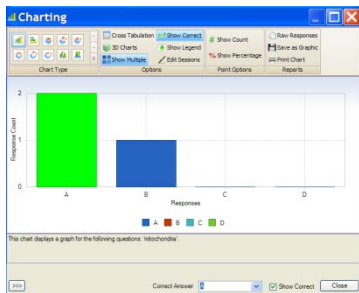 Charting
Cross Tabulation
Show Correct
Show Count
Raw Responses
3D Charts
Show Legend
Save as Graphic
Show Multiple
Edit Sessions
% Show Percentage
Print Chart
Chart Type
Options
Point Options
Reports
2
1
0
Response Count
A B C D
Responses
A B C D
This chart displays a graph for the following questions: 'mitochondria'.
>>>
Correct Answer : A
Show Correct
Close